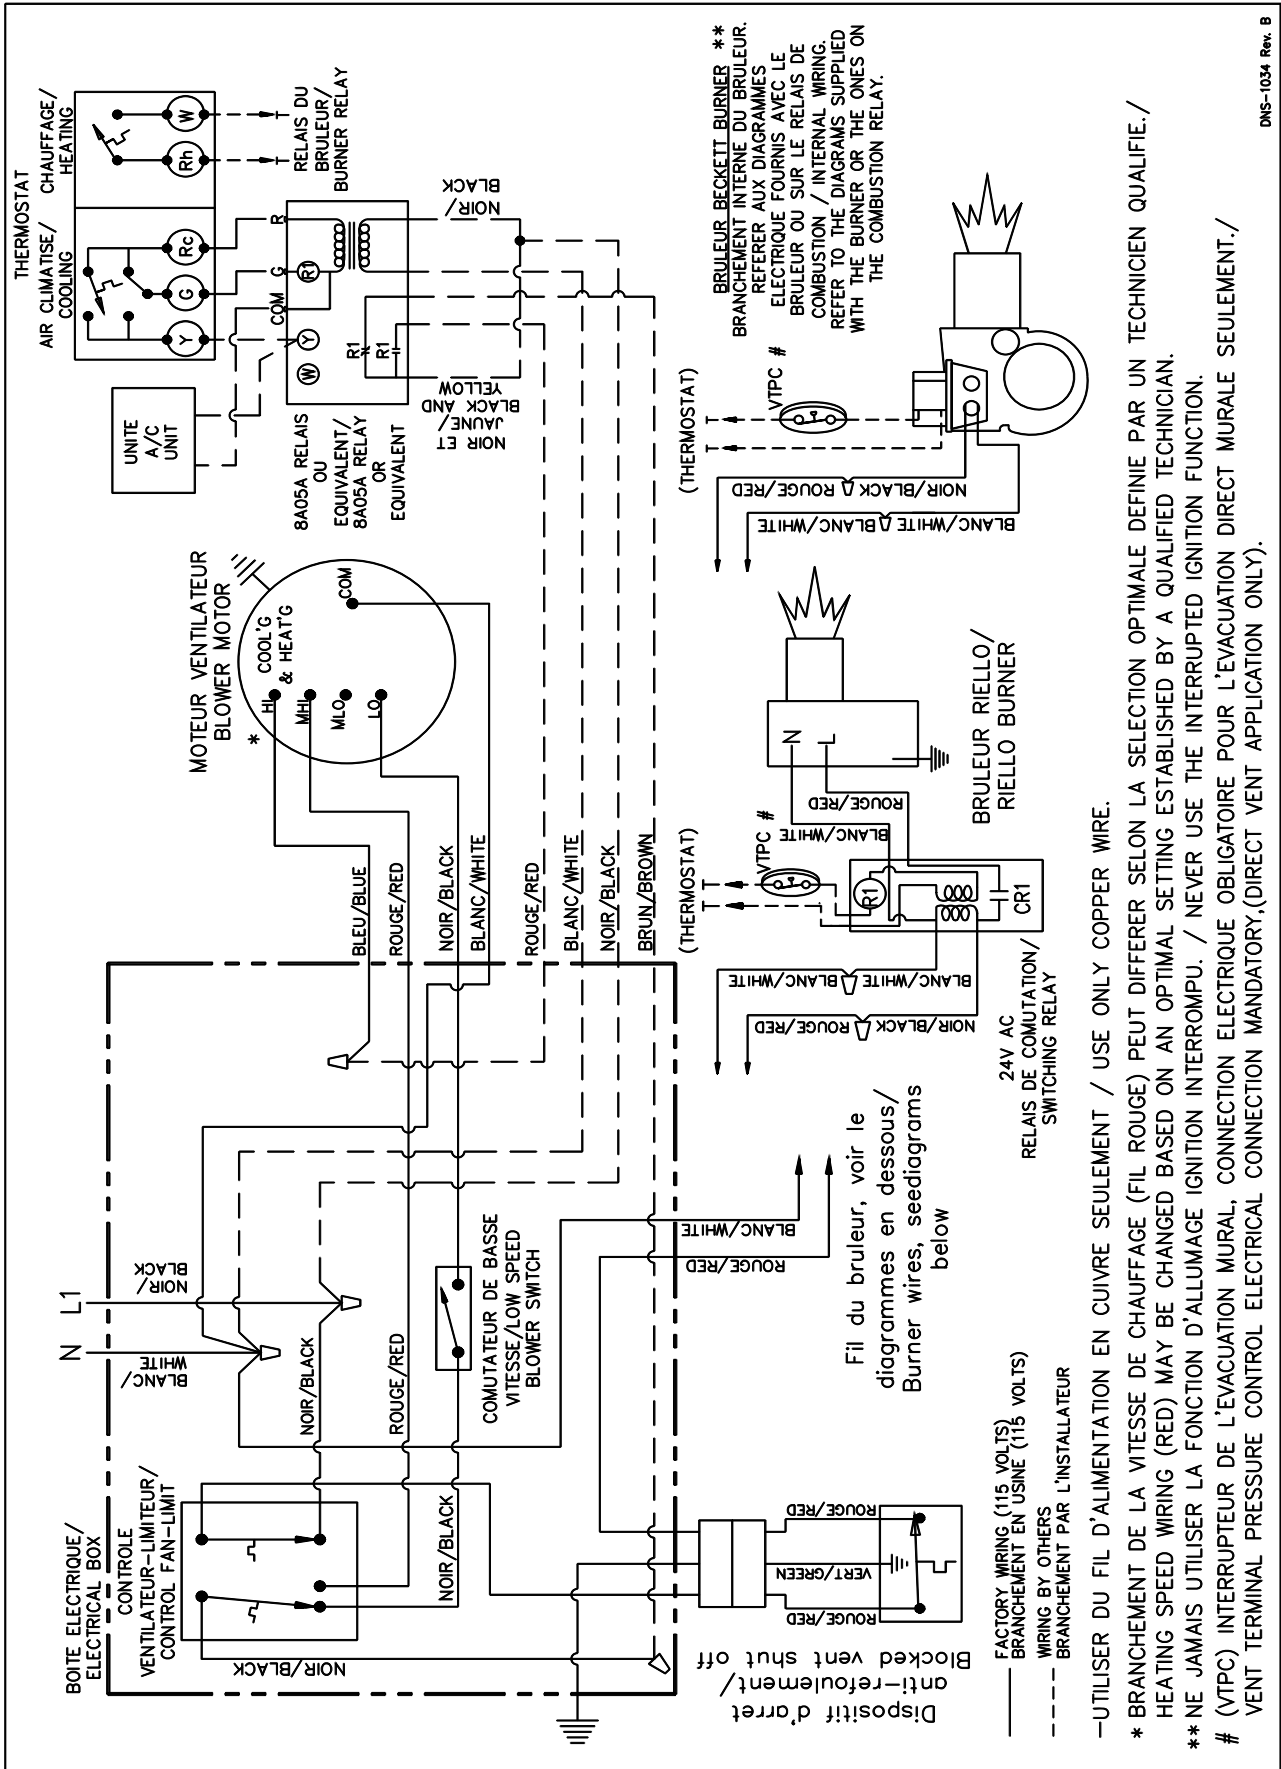 THERMOSTAT
AIR CLIMATISE/
COOLING
CHAUFFAGE/
HEATING
Y
G
Rc
Rh
W
RELAIS DU
BRULEUR/
BURNER RELAY
UNITE
A/C
UNIT
COM
G
R
W
Y
R1
R1
R1
8A05A RELAIS
OU
EQUIVALENT/
8A05A RELAY
OR
EQUIVALENT
NOIR ET
JAUNE/
BLACK AND
YELLOW
NOIR/
BLACK
MOTEUR VENTILATEUR
BLOWER MOTOR
*
HI
COOL'G
& HEAT'G
MHI
MLO
LO
COM
BLEU/BLUE
ROUGE/RED
NOIR/BLACK
BLANC/WHITE
ROUGE/RED
BLANC/WHITE
NOIR/BLACK
BRUN/BROWN
N
L1
BLANC/
WHITE
NOIR/
BLACK
BOITE ELECTRIQUE/
ELECTRICAL BOX
CONTROLE
VENTILATEUR-LIMITEUR/
CONTROL FAN-LIMIT
NOIR/BLACK
NOIR/BLACK
ROUGE/RED
NOIR/BLACK
COMUTATEUR DE BASSE
VITESSE/LOW SPEED
BLOWER SWITCH
BLANC/WHITE
ROUGE/RED
Fil du bruleur, voir le
diagrammes en dessous/
Burner wires, seediagrams
below
Dispositif d'arret
anti-refoulement/
Blocked vent shut off
ROUGE/RED
VERT/GREEN
ROUGE/RED
BRULEUR BECKETT BURNER **
BRANCHEMENT INTERNE DU BRULEUR.
REFERER AUX DIAGRAMMES
ELECTRIQUE FOURNIS AVEC LE
BRULEUR OU SUR LE RELAIS DE
COMBUSTION / INTERNAL WIRING.
REFER TO THE DIAGRAMS SUPPLIED
WITH THE BURNER OR THE ONES ON
THE COMBUSTION RELAY.
(THERMOSTAT)
VTPC #
NOIR/BLACK
ROUGE/RED
BLANC/WHITE
BLANC/WHITE
BRULEUR RIELLO/
RIELLO BURNER
N
L
ROUGE/RED
BLANC/WHITE
(THERMOSTAT)
VTPC #
R1
CR1
BLANC/WHITE
BLANC/WHITE
NOIR/BLACK
ROUGE/RED
24V AC
RELAIS DE COMUTATION/
SWITCHING RELAY
FACTORY WIRING (115 VOLTS)
BRANCHEMENT EN USINE (115 VOLTS)
WIRING BY OTHERS
BRANCHEMENT PAR L'INSTALLATEUR
-UTILISER DU FIL D'ALIMENTATION EN CUIVRE SEULEMENT / USE ONLY COPPER WIRE.
* BRANCHEMENT DE LA VITESSE DE CHAUFFAGE (FIL ROUGE) PEUT DIFFERER SELON LA SELECTION OPTIMALE DEFINIE PAR UN TECHNICIEN QUALIFIE./
HEATING SPEED WIRING (RED) MAY BE CHANGED BASED ON AN OPTIMAL SETTING ESTABLISHED BY A QUALIFIED TECHNICIAN.
** NE JAMAIS UTILISER LA FONCTION D'ALLUMAGE IGNITION INTERROMPU. / NEVER USE THE INTERRUPTED IGNITION FUNCTION.
# (VTPC) INTERRUPTEUR DE L'EVACUATION MURAL, CONNECTION ELECTRIQUE OBLIGATOIRE POUR L'EVACUATION DIRECT MURALE SEULEMENT./
VENT TERMINAL PRESSURE CONTROL ELECTRICAL CONNECTION MANDATORY,(DIRECT VENT APPLICATION ONLY).
DNS-1034 Rev. B